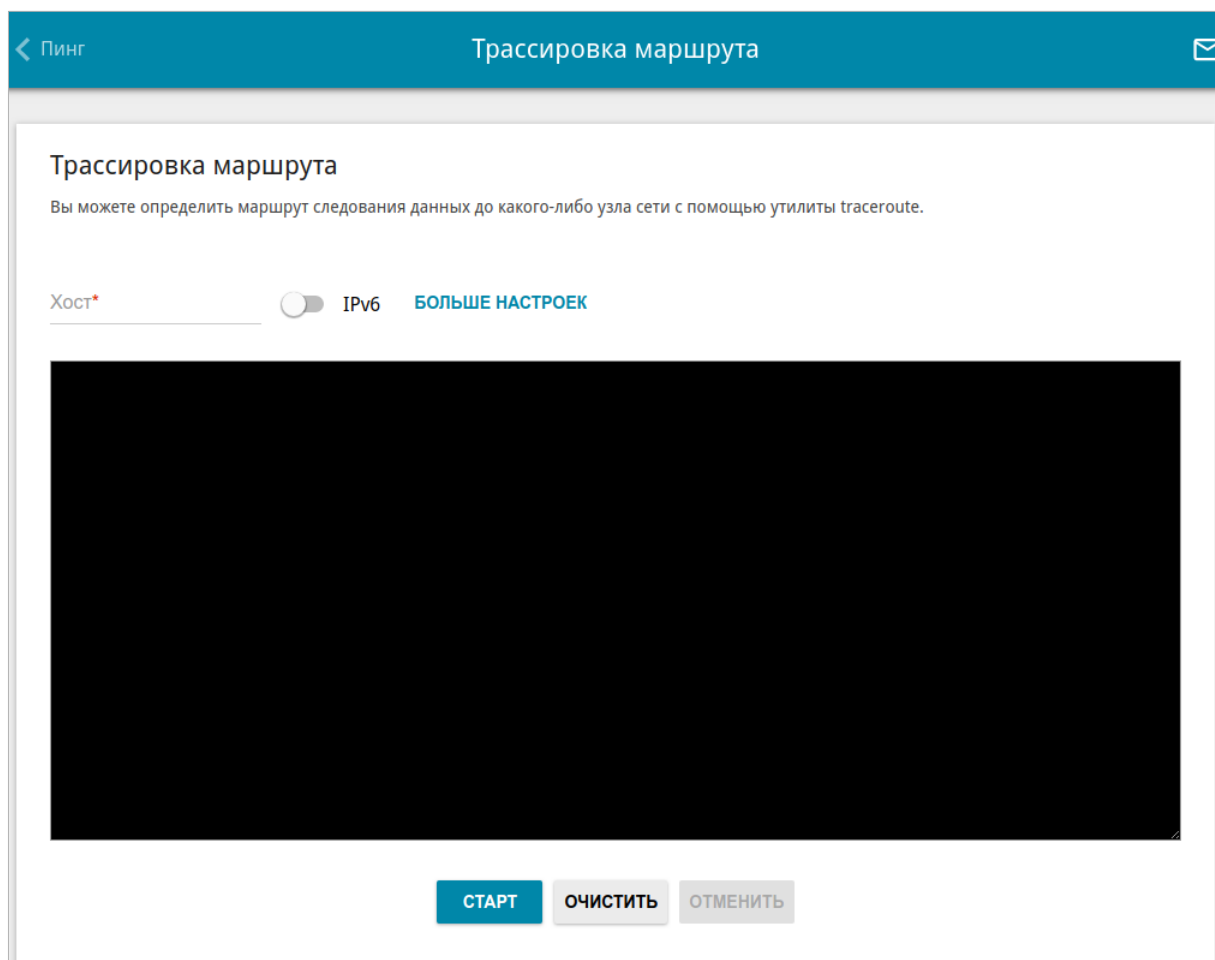 Пинг
Трассировка маршрута
Трассировка маршрута
Вы можете определить маршрут следования данных до какого-либо узла сети с помощью утилиты traceroute.
Хост* IPv6 БОЛЬШЕ НАСТРОЕК
СТАРТ ОЧИСТИТЬ ОТМЕНИТЬ